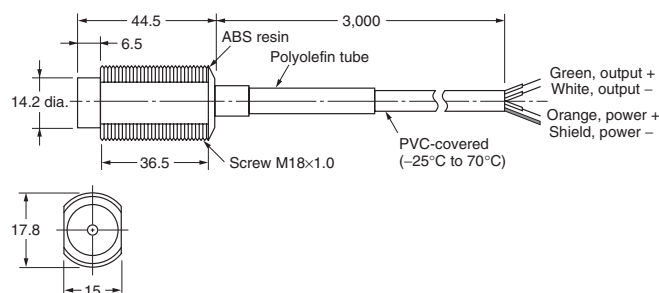 44.5
3,000
6.5
ABS resin
Polyolefin tube
Green, output +
White, output −
14.2 dia.
Orange, power +
Shield, power −
PVC-covered
(−25°C to 70°C)
36.5
Screw M18×1.0
17.8
15